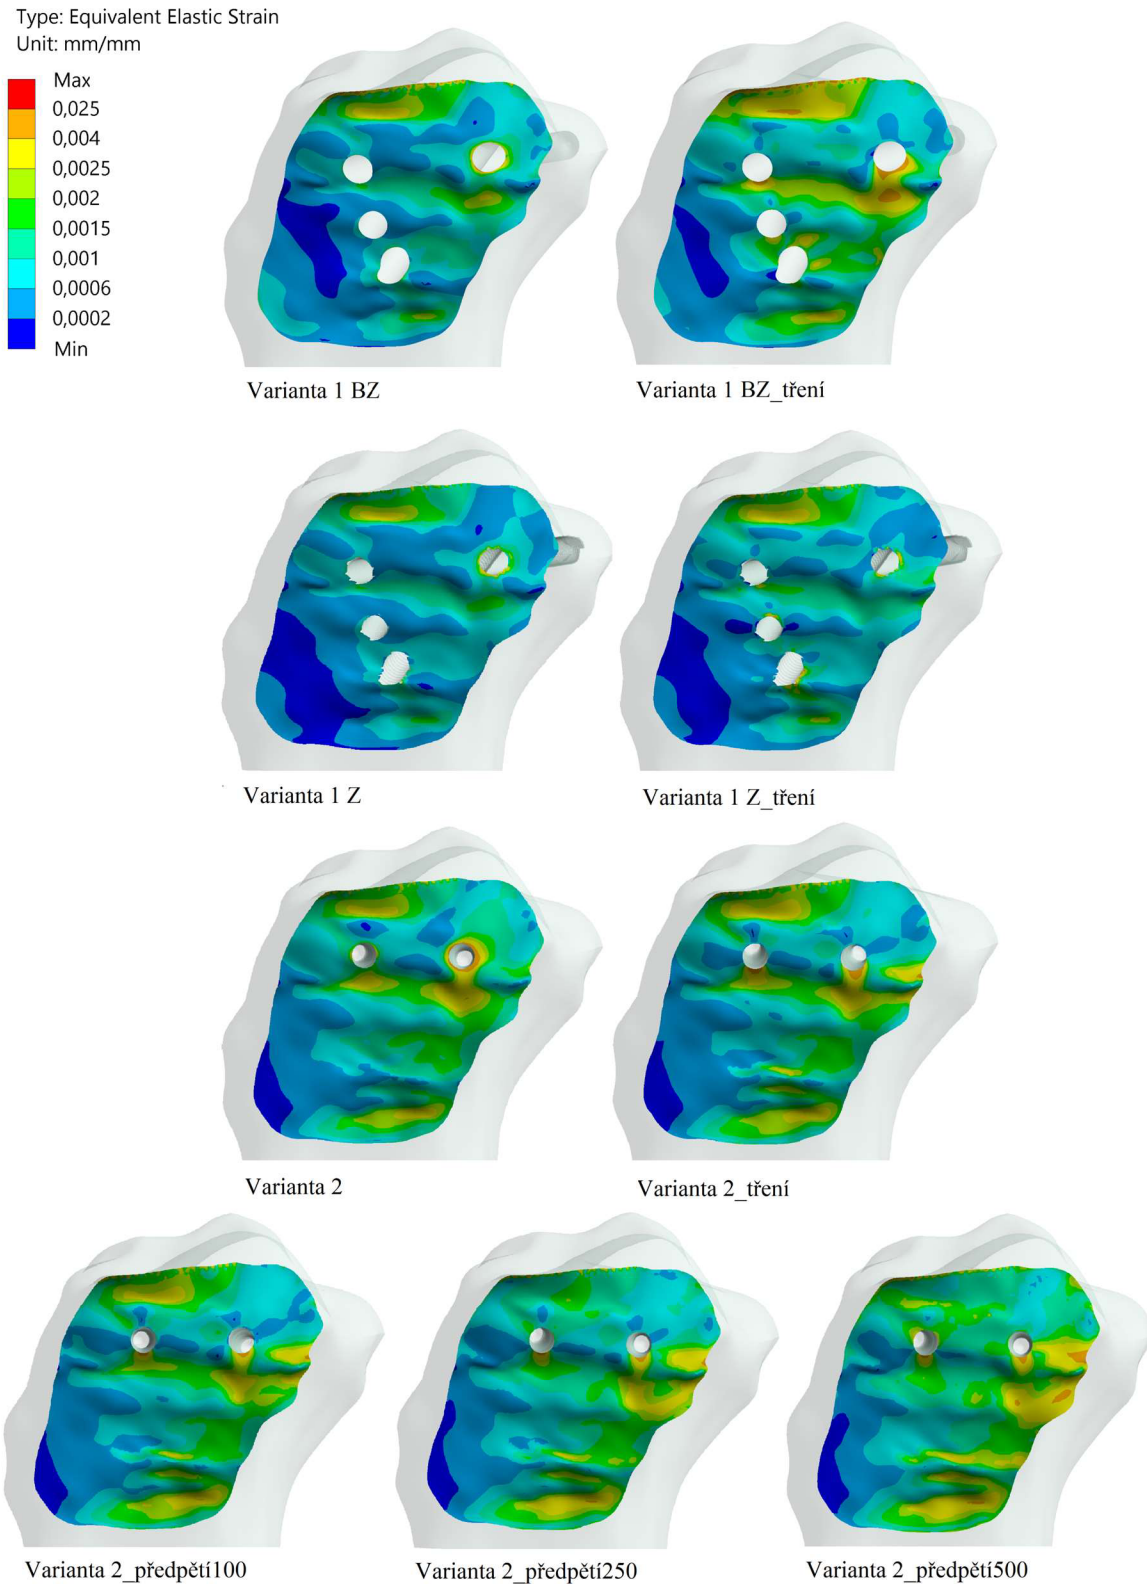 Type: Equivalent Elastic Strain
Unit: mm/mm
Max
0,025
0,004
0,0025
0,002
0,0015
0,001
0,0006
0,0002
Min
Varianta 1 BZ
Varianta 1 BZ_tření
Varianta 1 Z
Varianta 1 Z_tření
Varianta 2
Varianta 2_tření
Varianta 2_předpětí100
Varianta 2_předpětí250
Varianta 2_předpětí500